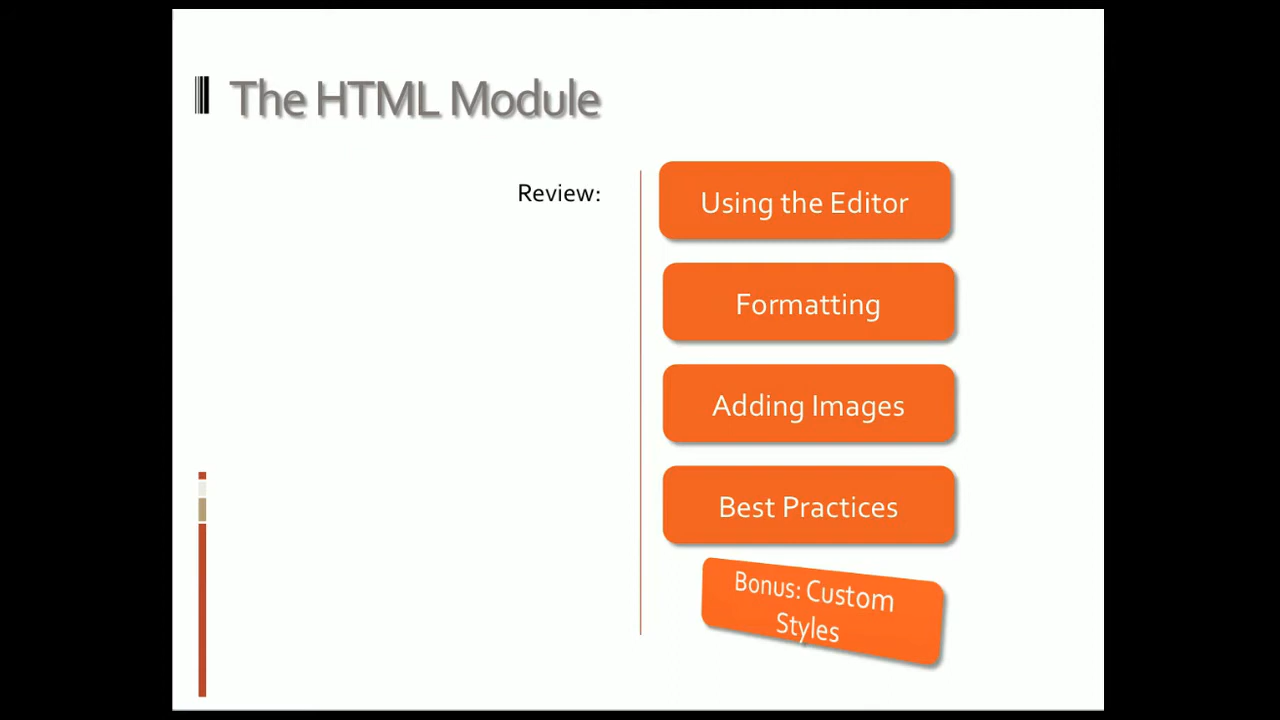 The HTML Module
Review:
Using the Editor
Formatting
Adding Images
Best Practices
Bonus: Custom
Styles